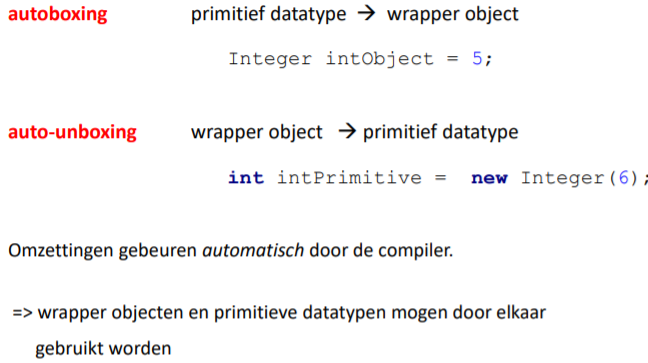 autoboxing primitief datatype → wrapper object
Integer intObject = 5;
auto-unboxing wrapper object → primitief datatype
int intPrimitive = new Integer(6);
Omzettingen gebeuren automatisch door de compiler.
=> wrapper objecten en primitieve datatypen mogen door elkaar
gebruikt worden